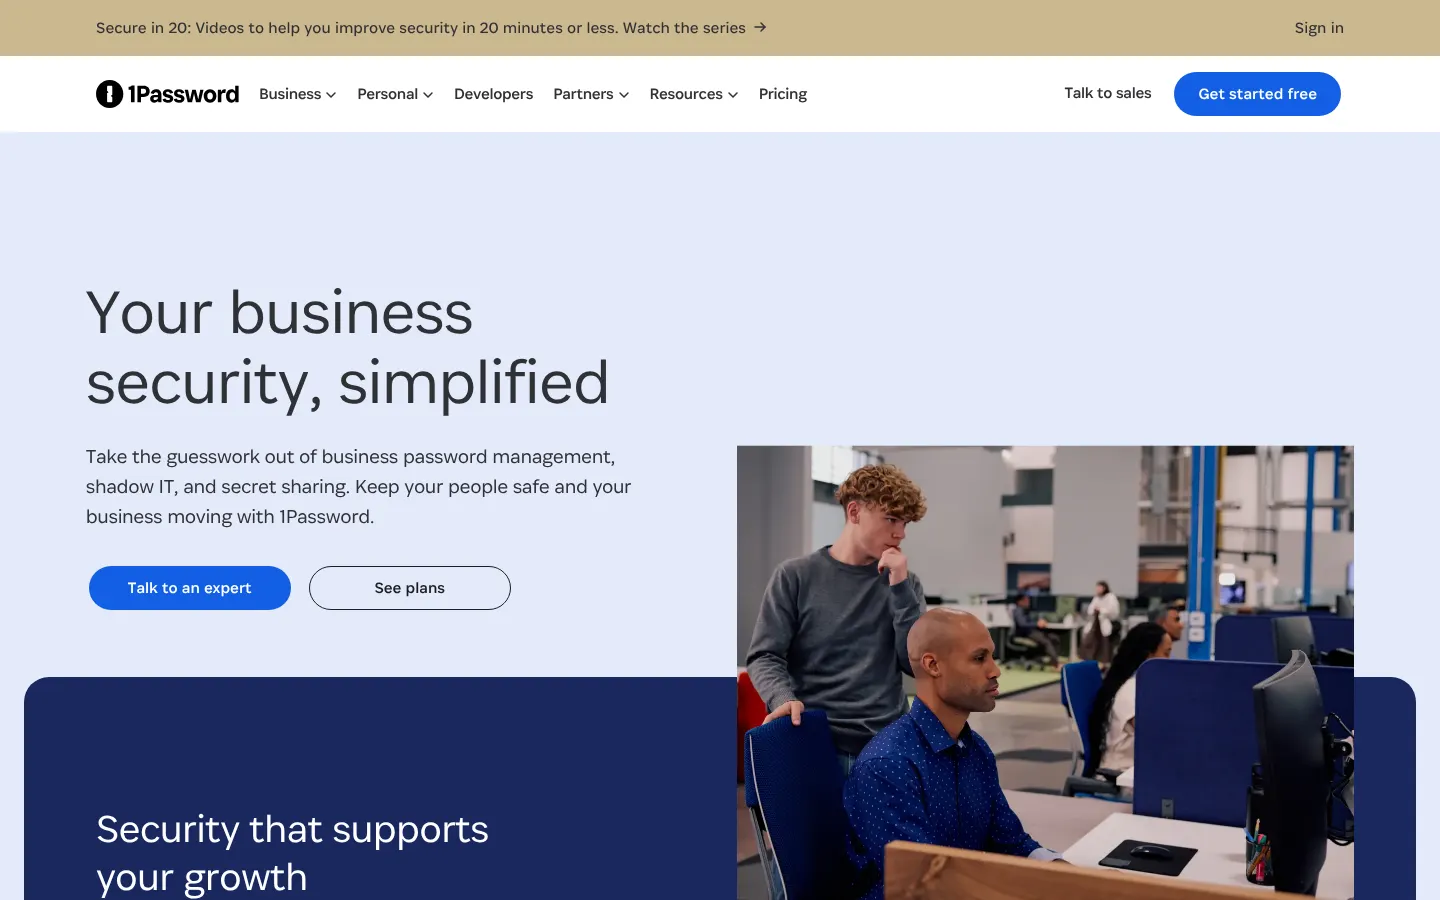 Secure in 20: Videos to help you improve security in 20 minutes or less. Watch the series →
Sign in
1Password
Business
Personal
Developers
Partners
Resources
Pricing
Talk to sales
Get started free
Your business
security, simplified
Take the guesswork out of business password management,
shadow IT, and secret sharing. Keep your people safe and your
business moving with 1Password.
Talk to an expert
See plans
Security that supports
your growth